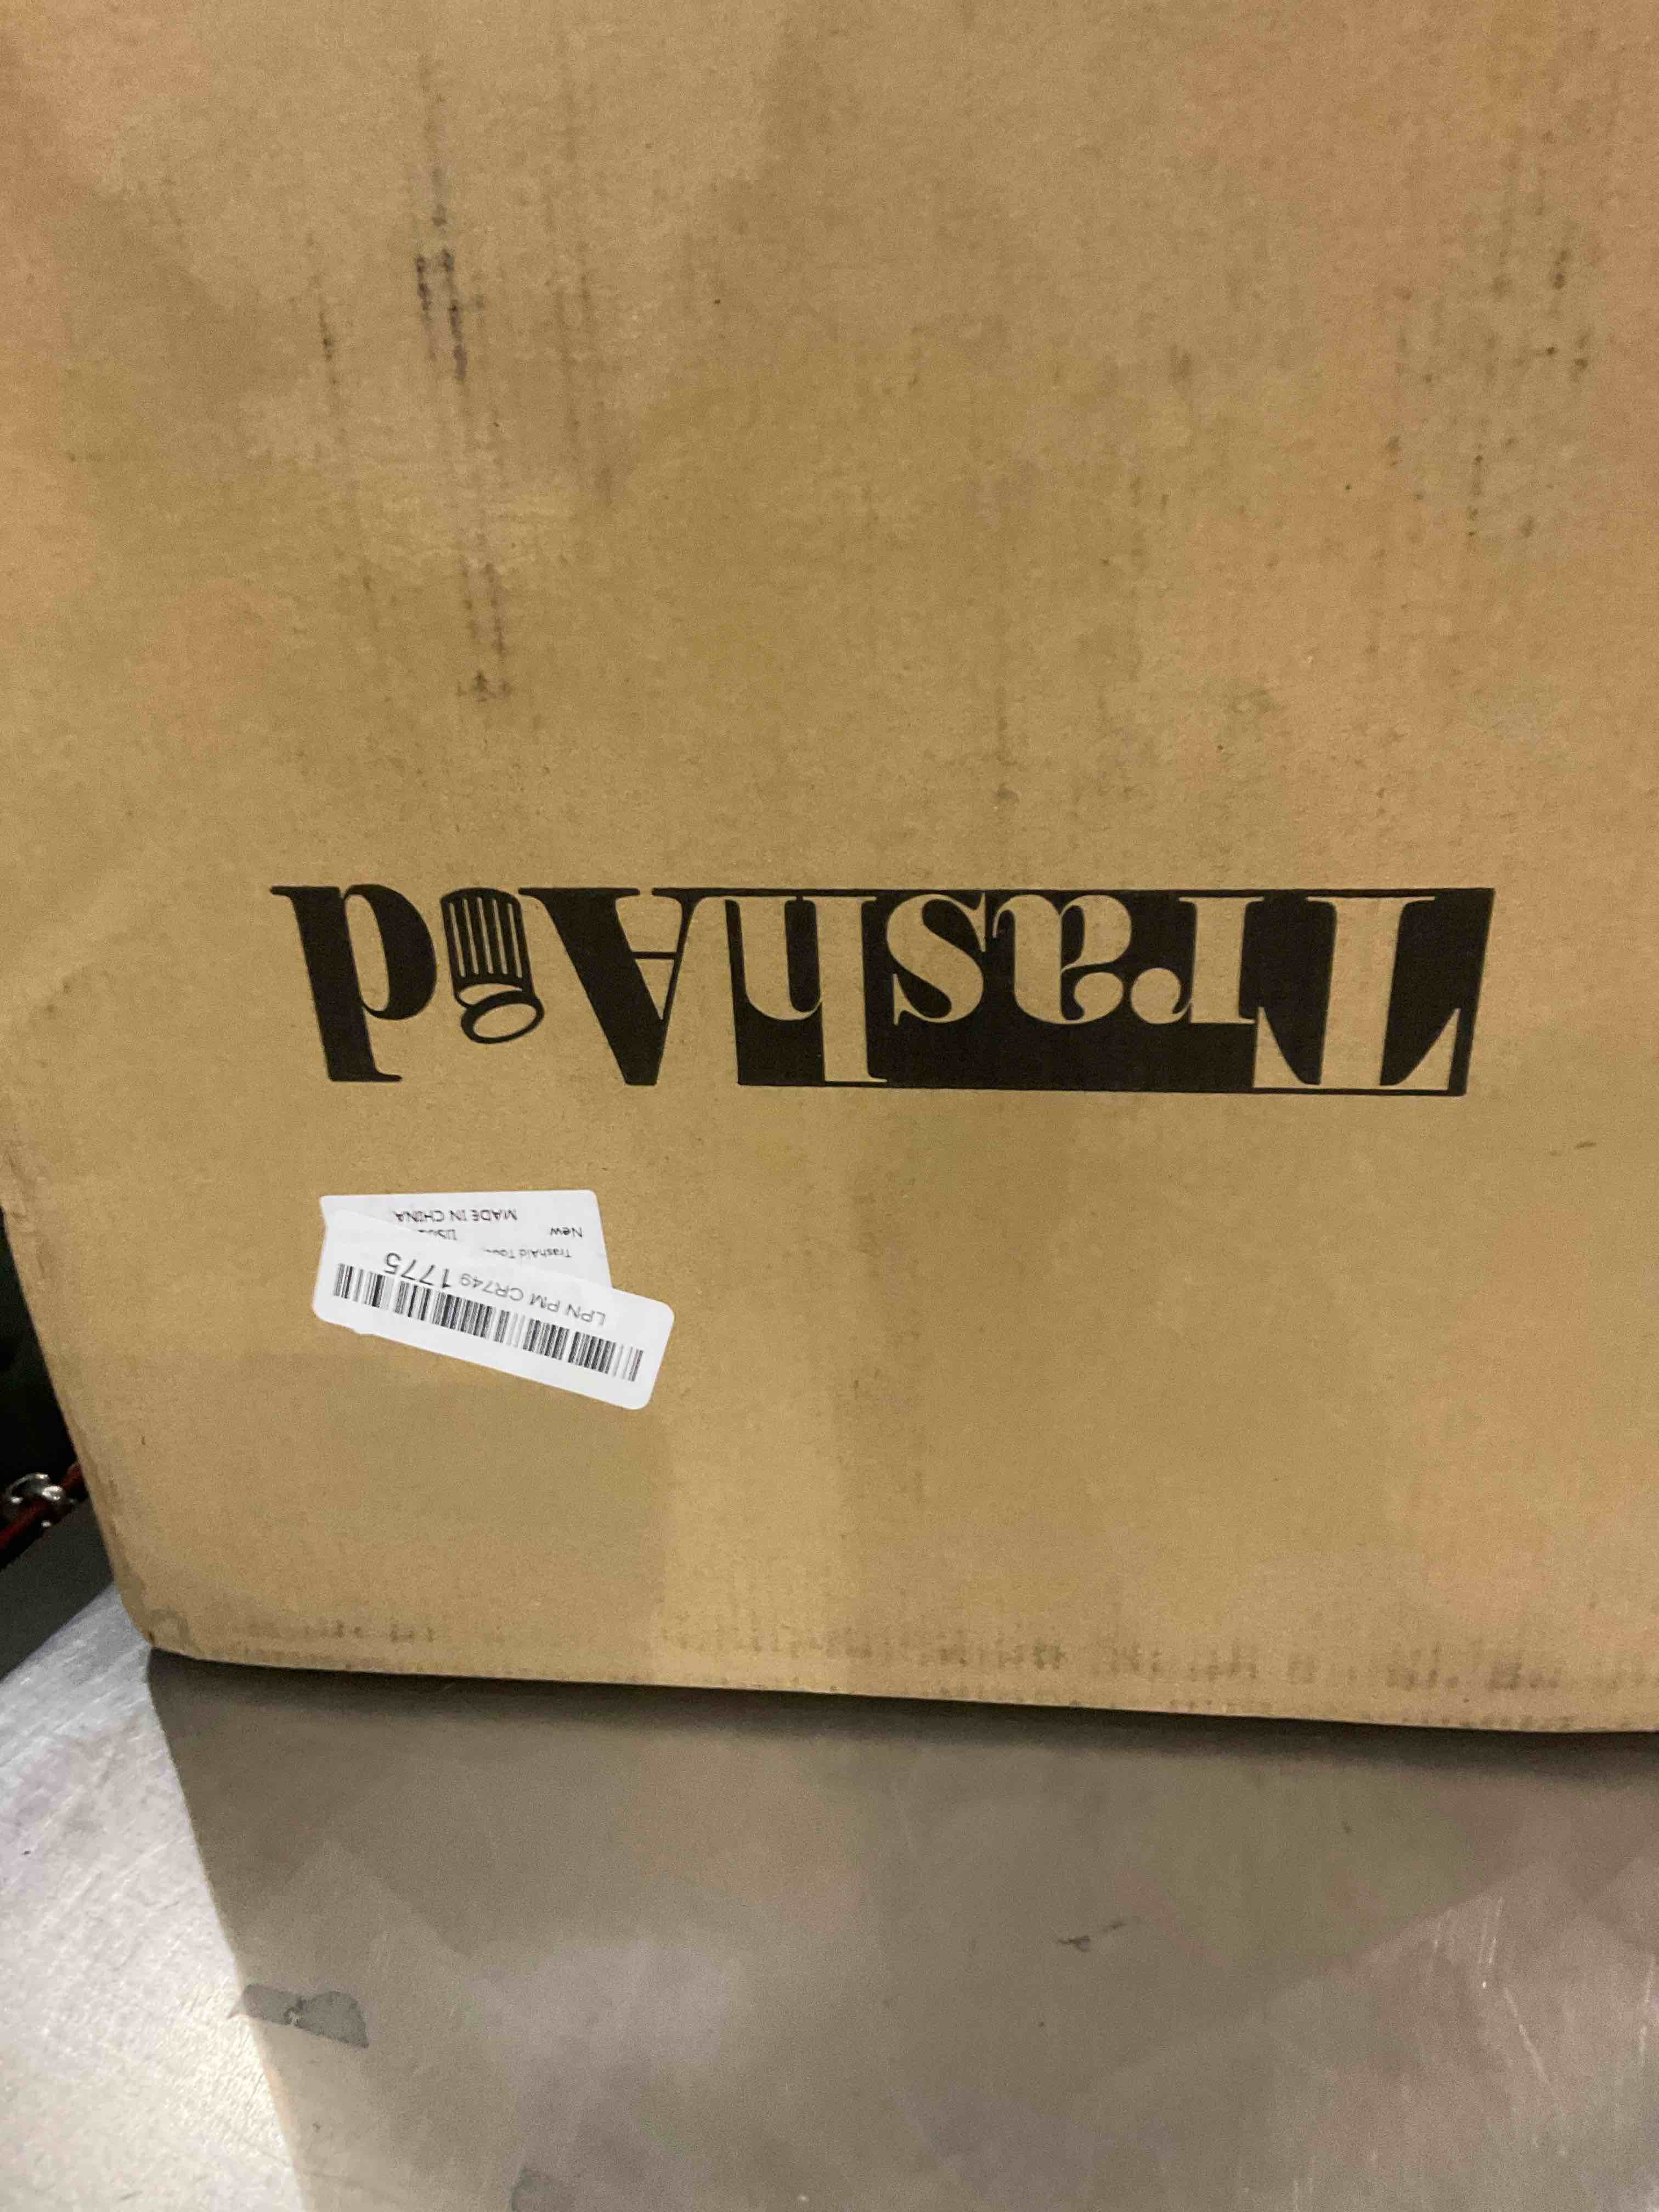 TrashAid
LPN PM CR749 1775
TrashAid
New
MADE IN CHINA